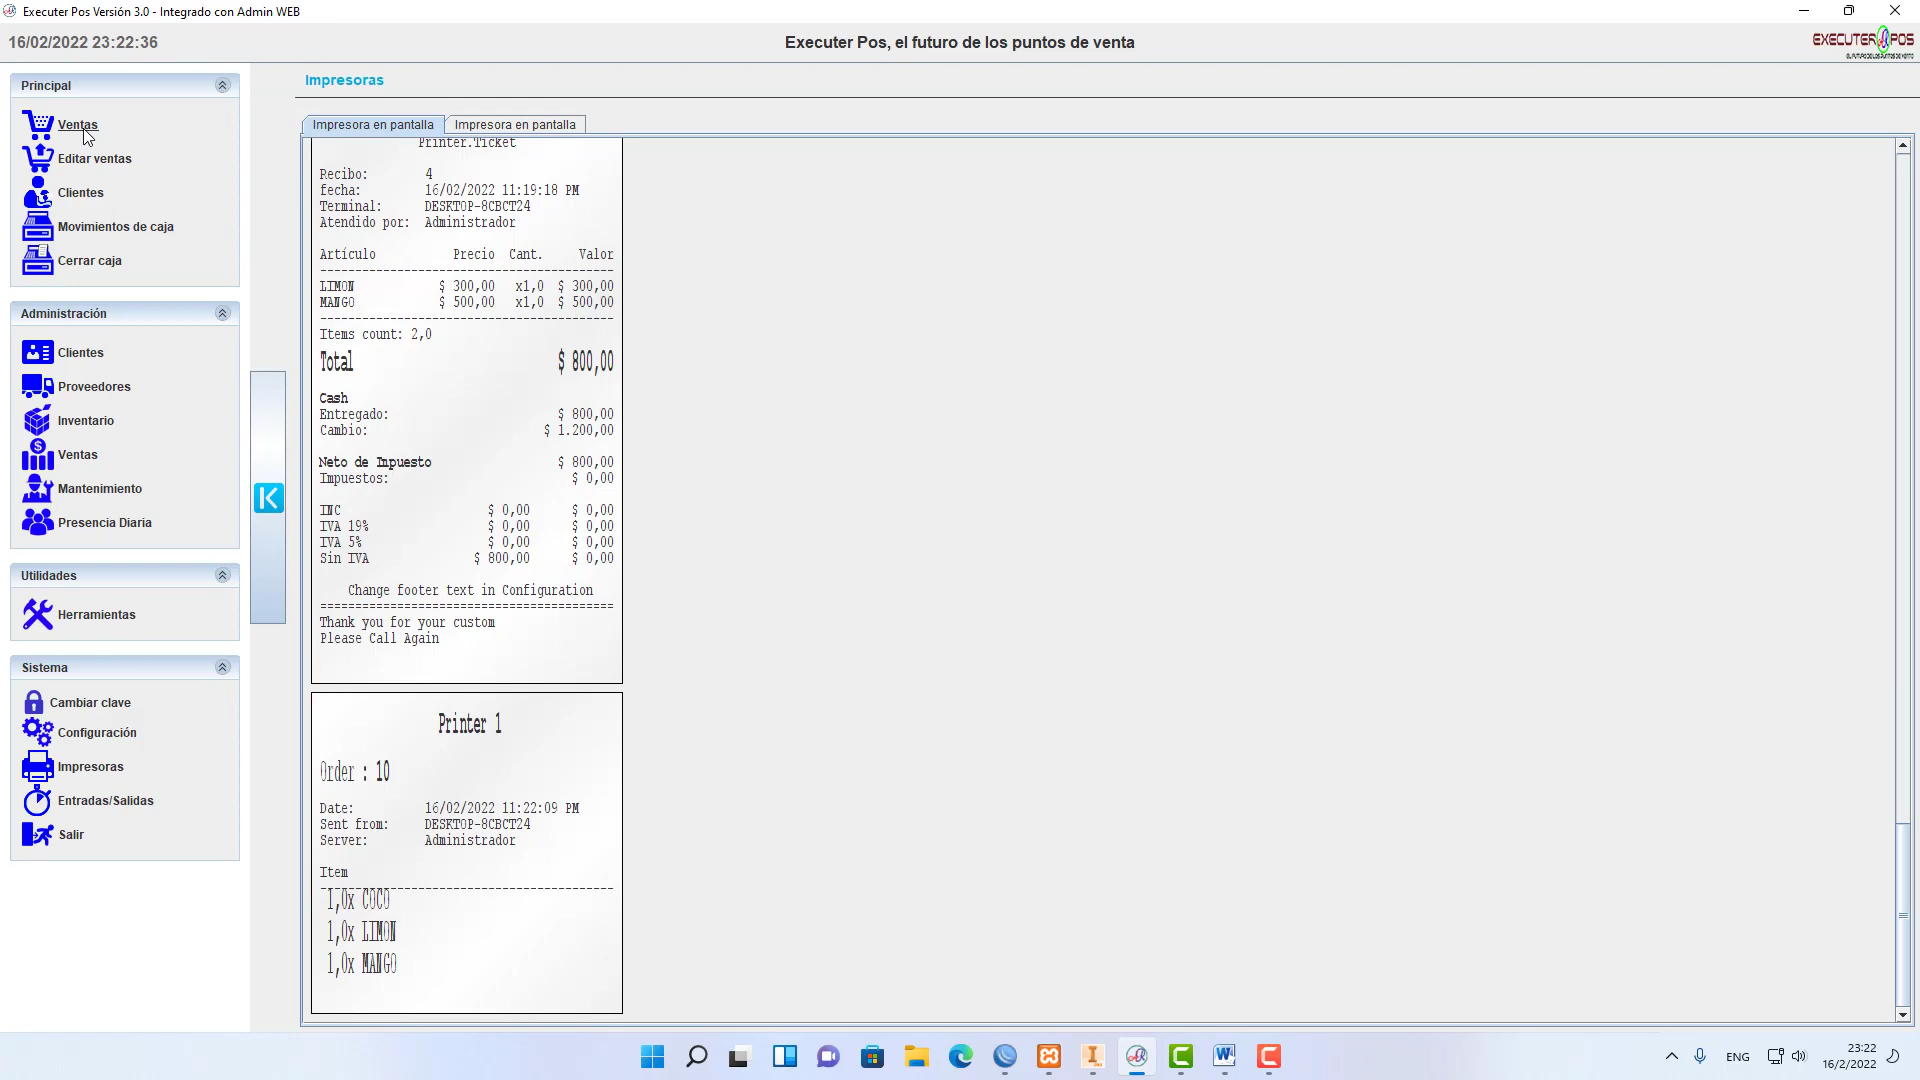 Executer Pos Versión 3.0 - Integrado con Admin WEB
16/02/2022 23:22:36
Executer Pos, el futuro de los puntos de venta
EXECUTER POS
Principal
Ventas
Editar ventas
Clientes
Movimientos de caja
Cerrar caja
Administración
Clientes
Proveedores
Inventario
Ventas
Mantenimiento
Presencia Diaria
Utilidades
Herramientas
Sistema
Cambiar clave
Configuración
Impresoras
Entradas/Salidas
Salir
Impresoras
Impresora en pantalla
Impresora en pantalla
Printer.Ticket
Recibo: 4
fecha: 16/02/2022 11:19:18 PM
Terminal: DESKTOP-8CBCT24
Atendido por: Administrador
Artículo Precio Cant. Valor
LIMON $ 300,00 x1,0 $ 300,00
MANGO $ 500,00 x1,0 $ 500,00
Items count: 2,0
Total $ 800,00
Cash
Entregado: $ 800,00
Cambio: $ 1.200,00
Neto de Impuesto $ 800,00
Impuestos: $ 0,00
INC $ 0,00 $ 0,00
IVA 19% $ 0,00 $ 0,00
IVA 5% $ 0,00 $ 0,00
Sin IVA $ 800,00 $ 0,00
Change footer text in Configuration
==========================================
Thank you for your custom
Please Call Again
Printer 1
Order : 10
Date: 16/02/2022 11:22:09 PM
Sent from: DESKTOP-8CBCT24
Server: Administrador
Item
1,0x COCO
1,0x LIMON
1,0x MANGO
ENG
23:22
16/2/2022